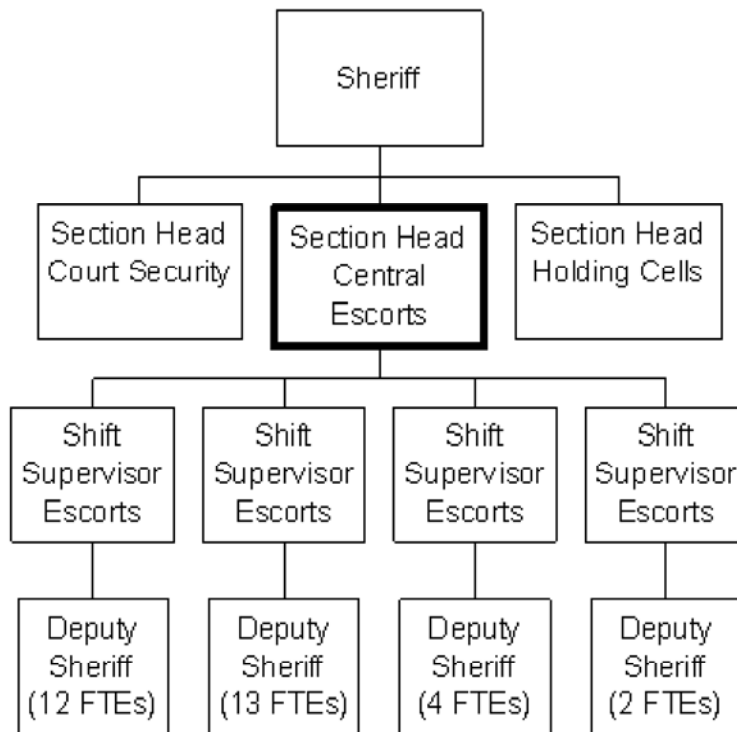 Sheriff
Section Head
Court Security
Section Head
Central
Escorts
Section Head
Holding Cells
Shift
Supervisor
Escorts
Shift
Supervisor
Escorts
Shift
Supervisor
Escorts
Shift
Supervisor
Escorts
Deputy
Sheriff
(12 FTEs)
Deputy
Sheriff
(13 FTEs)
Deputy
Sheriff
(4 FTEs)
Deputy
Sheriff
(2 FTEs)